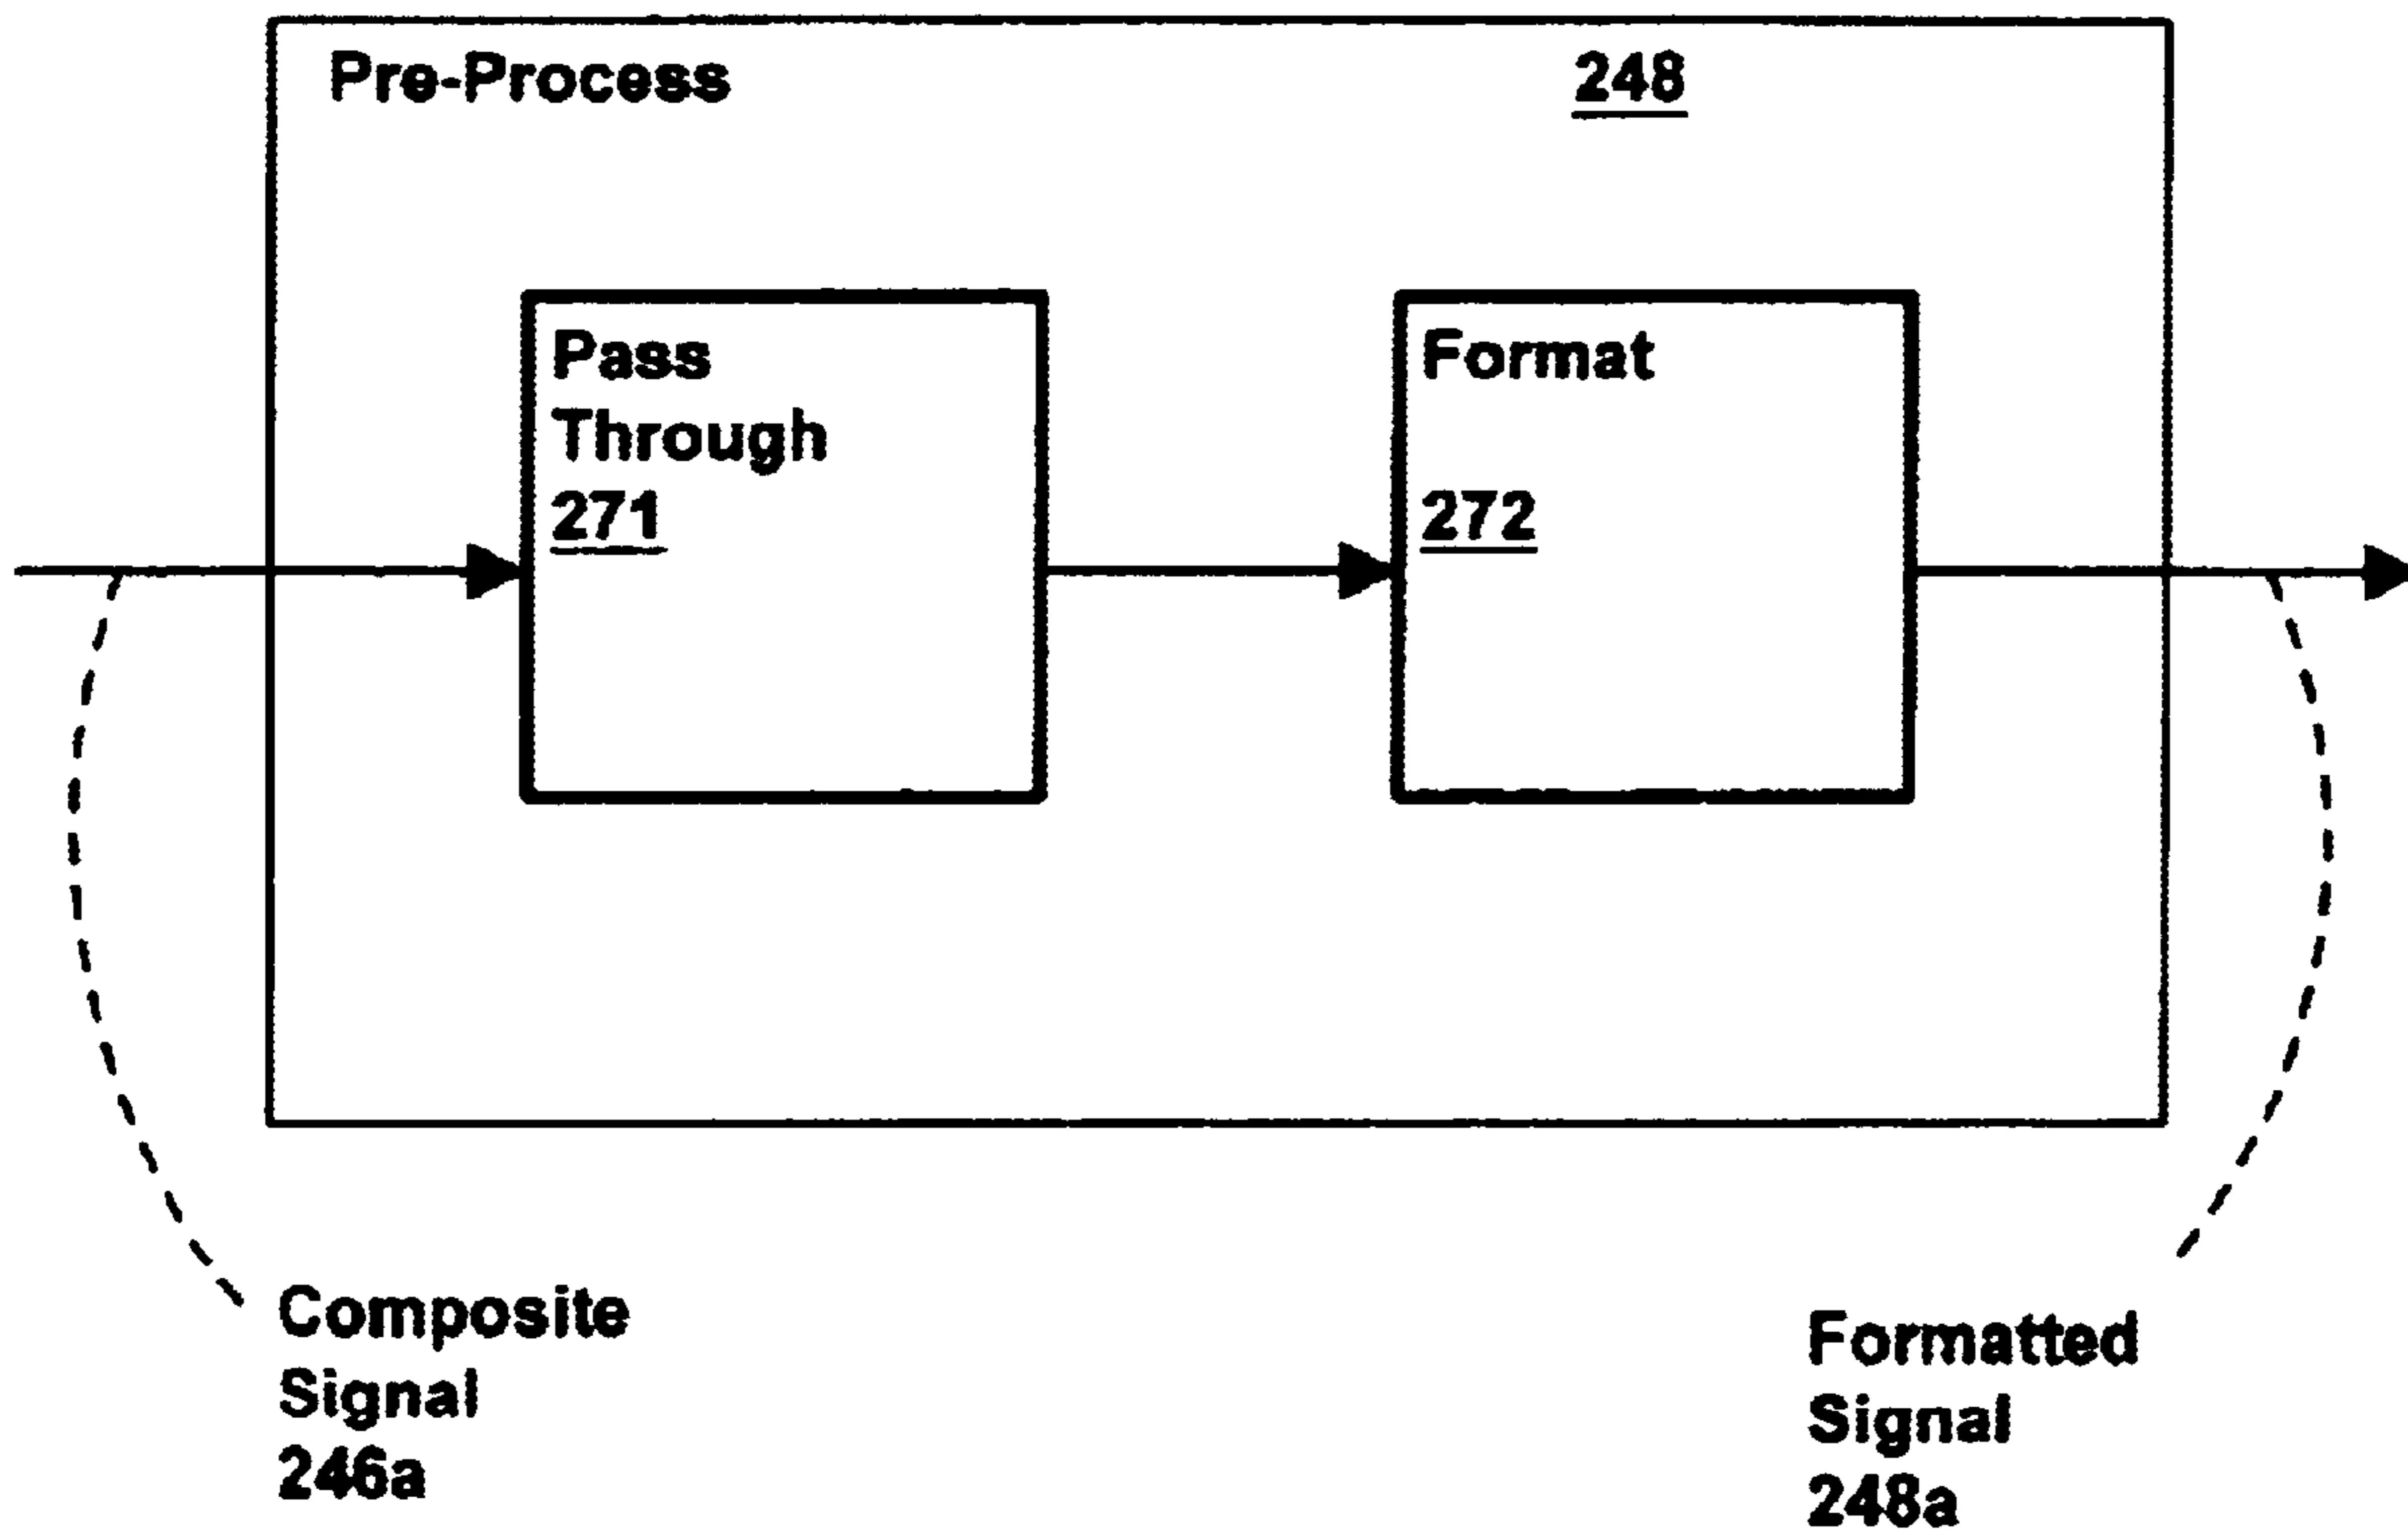 Pre-Process 248
Pass
Through
271
Format
272
Composite
Signal
246a
Formatted
Signal
248a